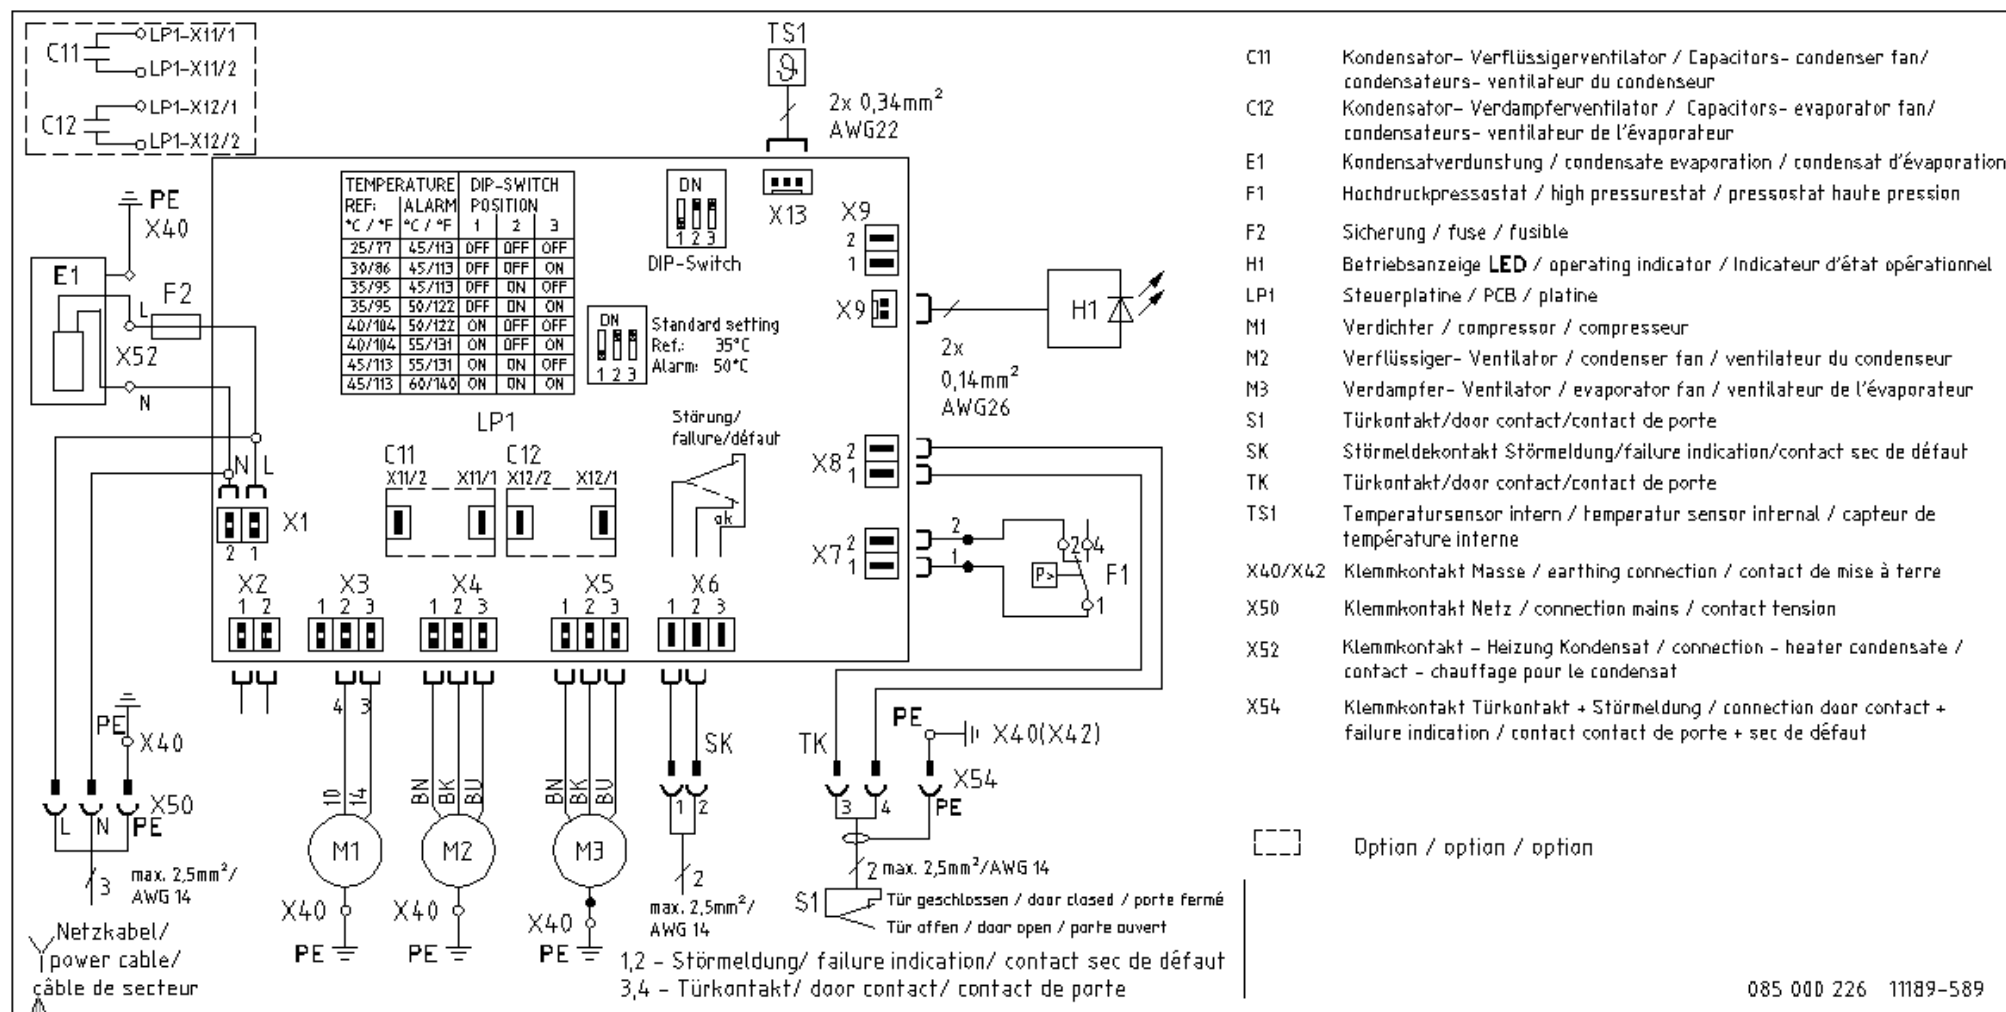 C11
LP1-X11/1
LP1-X11/2
C12
LP1-X12/1
LP1-X12/2
TS1
ϑ
2x 0,34mm²
AWG22
PE
X40
E1
L
F2
X52
N
TEMPERATURE DIP-SWITCH
REF: ALARM POSITION
°C / °F °C / °F 1 2 3
25/77 45/113 OFF OFF OFF
30/86 45/113 OFF OFF ON
35/95 45/113 OFF ON OFF
35/95 50/122 OFF ON ON
40/104 50/122 ON OFF OFF
40/104 55/131 ON OFF ON
45/113 55/131 ON ON OFF
45/113 60/140 ON ON ON
ON
1 2 3
DIP-Switch
ON
1 2 3
Standard setting
Ref.: 35°C
Alarm: 50°C
X13
X9
2
1
X9
H1
2x
0,14mm²
AWG26
LP1
C11
X11/2 X11/1
C12
X12/2 X12/1
Störung/
failure/défaut
ok
N L
X1
2 1
X8
2
1
X7
2
1
2
1
2 4
P>
F1
1
X2
1 2
X3
1 2 3
X4
1 2 3
X5
1 2 3
X6
1 2 3
4 3
10 14
M1
X40
PE
BN BK BU
M2
X40
PE
BN BK BU
M3
X40
PE
SK
1 2
2
max. 2,5mm²/
AWG 14
PE
X40
X50
L N PE
3
max. 2,5mm²/
AWG 14
Netzkabel/
power cable/
câble de secteur
TK
PE
X40(X42)
X54
3 4 PE
2 max. 2,5mm²/AWG 14
S1
Tür geschlossen / door closed / porte fermé
Tür offen / door open / porte ouvert
1,2 - Störmeldung/ failure indication/ contact sec de défaut
3,4 - Türkontakt/ door contact/ contact de porte
C11 Kondensator- Verflüssigerventilator / Capacitors- condenser fan/
condensateurs- ventilateur du condenseur
C12 Kondensator- Verdampferventilator / Capacitors- evaporator fan/
condensateurs- ventilateur de l'évaporateur
E1 Kondensatverdunstung / condensate evaporation / condensat d'évaporation
F1 Hochdruckpressostat / high pressurestat / pressostat haute pression
F2 Sicherung / fuse / fusible
H1 Betriebsanzeige LED / operating indicator / Indicateur d'état opérationnel
LP1 Steuerplatine / PCB / platine
M1 Verdichter / compressor / compresseur
M2 Verflüssiger- Ventilator / condenser fan / ventilateur du condenseur
M3 Verdampfer- Ventilator / evaporator fan / ventilateur de l'évaporateur
S1 Türkontakt/door contact/contact de porte
SK Störmeldekontakt Störmeldung/failure indication/contact sec de défaut
TK Türkontakt/door contact/contact de porte
TS1 Temperatursensor intern / temperatur sensor internal / capteur de
température interne
X40/X42 Klemmkontakt Masse / earthing connection / contact de mise à terre
X50 Klemmkontakt Netz / connection mains / contact tension
X52 Klemmkontakt - Heizung Kondensat / connection - heater condensate /
contact - chauffage pour le condensat
X54 Klemmkontakt Türkontakt + Störmeldung / connection door contact +
failure indication / contact contact de porte + sec de défaut
Option / option / option
085 000 226 11189-589